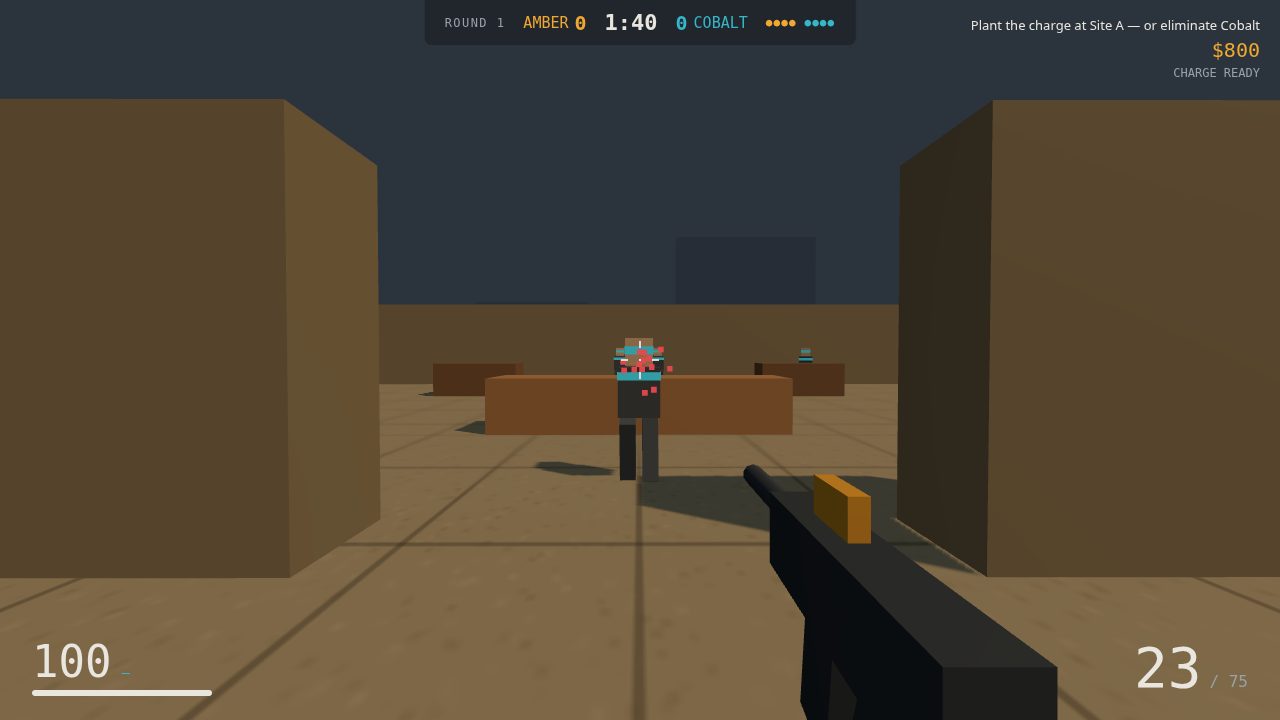 ROUND 1 AMBER 0 1:40 0 COBALT
Plant the charge at Site A — or eliminate Cobalt
$800
CHARGE READY
100 —
23 / 75